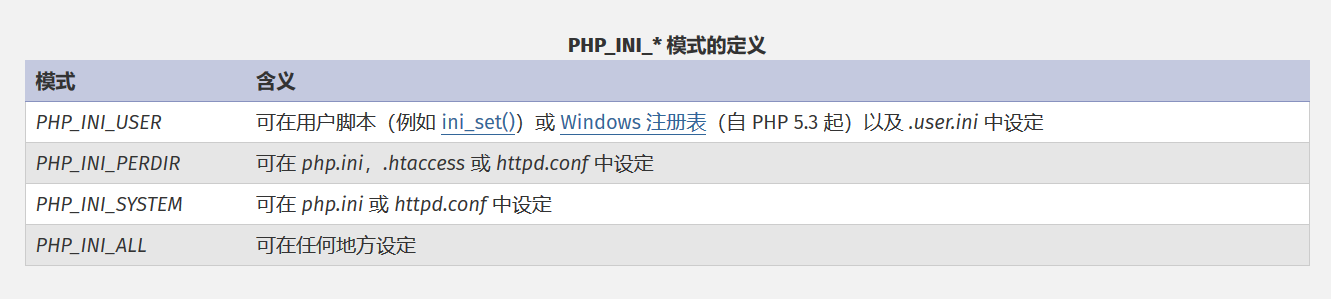 PHP_INI_* 模式的定义
模式 含义
PHP_INI_USER 可在用户脚本（例如 ini_set()）或 Windows 注册表（自 PHP 5.3 起）以及 .user.ini 中设定
PHP_INI_PERDIR 可在 php.ini，.htaccess 或 httpd.conf 中设定
PHP_INI_SYSTEM 可在 php.ini 或 httpd.conf 中设定
PHP_INI_ALL 可在任何地方设定